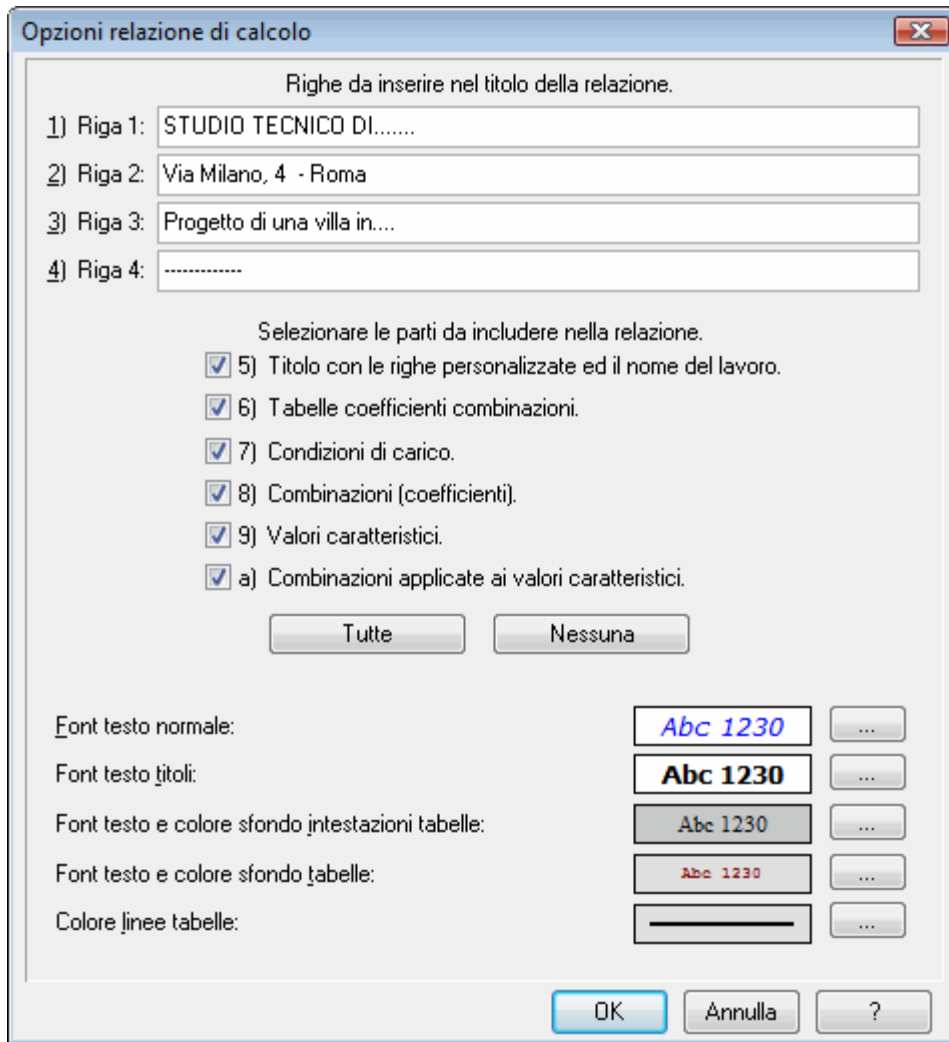 Opzioni relazione di calcolo
Righe da inserire nel titolo della relazione.
1) Riga 1: STUDIO TECNICO DI.......
2) Riga 2: Via Milano, 4 - Roma
3) Riga 3: Progetto di una villa in....
4) Riga 4: -------------
Selezionare le parti da includere nella relazione.
5) Titolo con le righe personalizzate ed il nome del lavoro.
6) Tabelle coefficienti combinazioni.
7) Condizioni di carico.
8) Combinazioni (coefficienti).
9) Valori caratteristici.
a) Combinazioni applicate ai valori caratteristici.
Tutte Nessuna
Font testo normale: Abc 1230 ...
Font testo titoli: Abc 1230 ...
Font testo e colore sfondo intestazioni tabelle: Abc 1230 ...
Font testo e colore sfondo tabelle: Abc 1230 ...
Colore linee tabelle: ...
OK Annulla ?